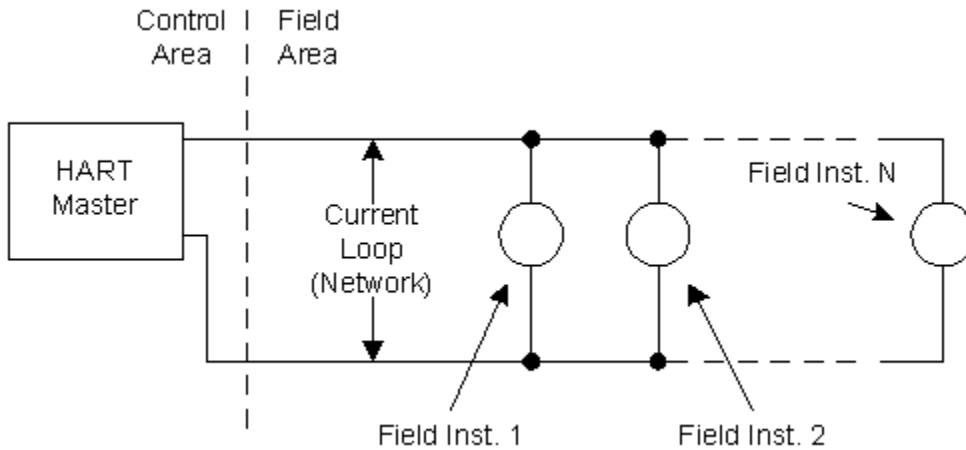 Control
Area
Field
Area
HART
Master
Current
Loop
(Network)
Field Inst. N
Field Inst. 1
Field Inst. 2